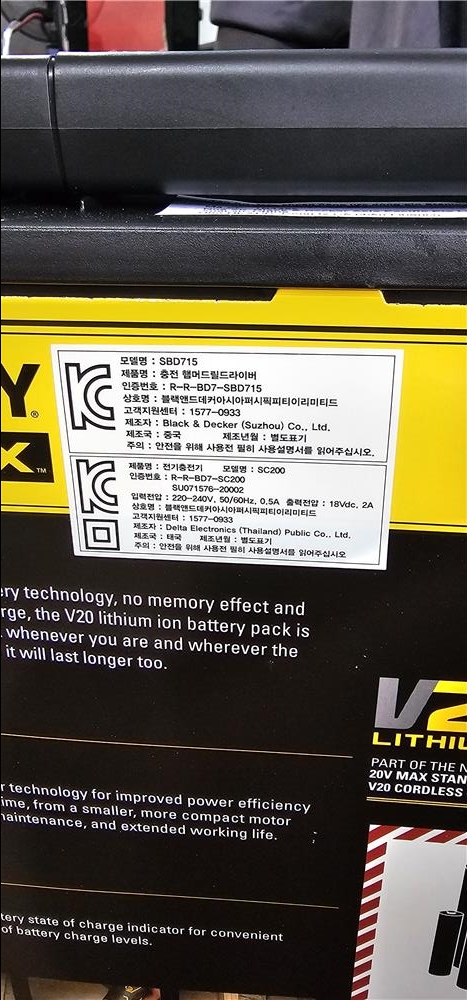 Y®
X™
모델명 : SBD715
제품명 : 충전 햄머드릴드라이버
인증번호 : R-R-BD7-SBD715
상호명 : 블랙앤드데커아시아퍼시픽피티이리미티드
고객지원센터 : 1577-0933
제조자 : Black & Decker (Suzhou) Co., Ltd.
제조국 : 중국 제조년월 : 별도표기
주의 : 안전을 위해 사용전 필히 사용설명서를 읽어주십시오.
제품명 : 전기충전기 모델명 : SC200
인증번호 : R-R-BD7-SC200
SU071576-20002
입력전압 : 220-240V, 50/60Hz, 0.5A 출력전압 : 18Vdc, 2A
상호명 : 블랙앤드데커아시아퍼시픽피티이리미티드
고객지원센터 : 1577-0933
제조자 : Delta Electronics (Thailand) Public Co., Ltd.
제조국 : 태국 제조년월 : 별도표기
주의 : 안전을 위해 사용전 필히 사용설명서를 읽어주십시오
ery technology, no memory effect and
rge, the V20 lithium ion battery pack is
whenever you are and wherever the
it will last longer too.
V2
LITHIU
PART OF THE N
20V MAX STAN
V20 CORDLESS
r technology for improved power efficiency
ime, from a smaller, more compact motor
naintenance, and extended working life.
tery state of charge indicator for convenient
of battery charge levels.